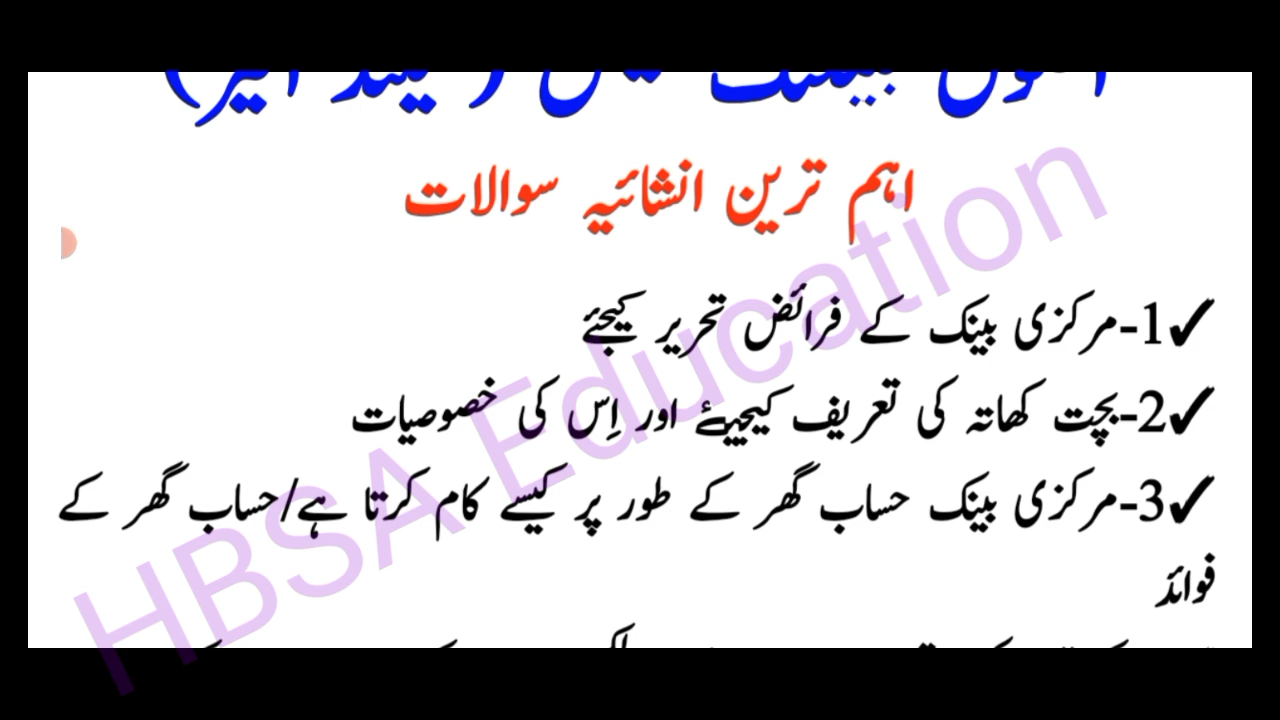 اہم ترین انشائیہ سوالات
✓1-مرکزی بینک کے فرائض تحریر کیجئے
✓2-بچت کھاتہ کی تعریف کیجیئے اور اِس کی خصوصیات
✓3-مرکزی بینک حساب گھر کے طور پر کیسے کام کرتا ہے/حساب گھر کے
فوائد
HBSA Education